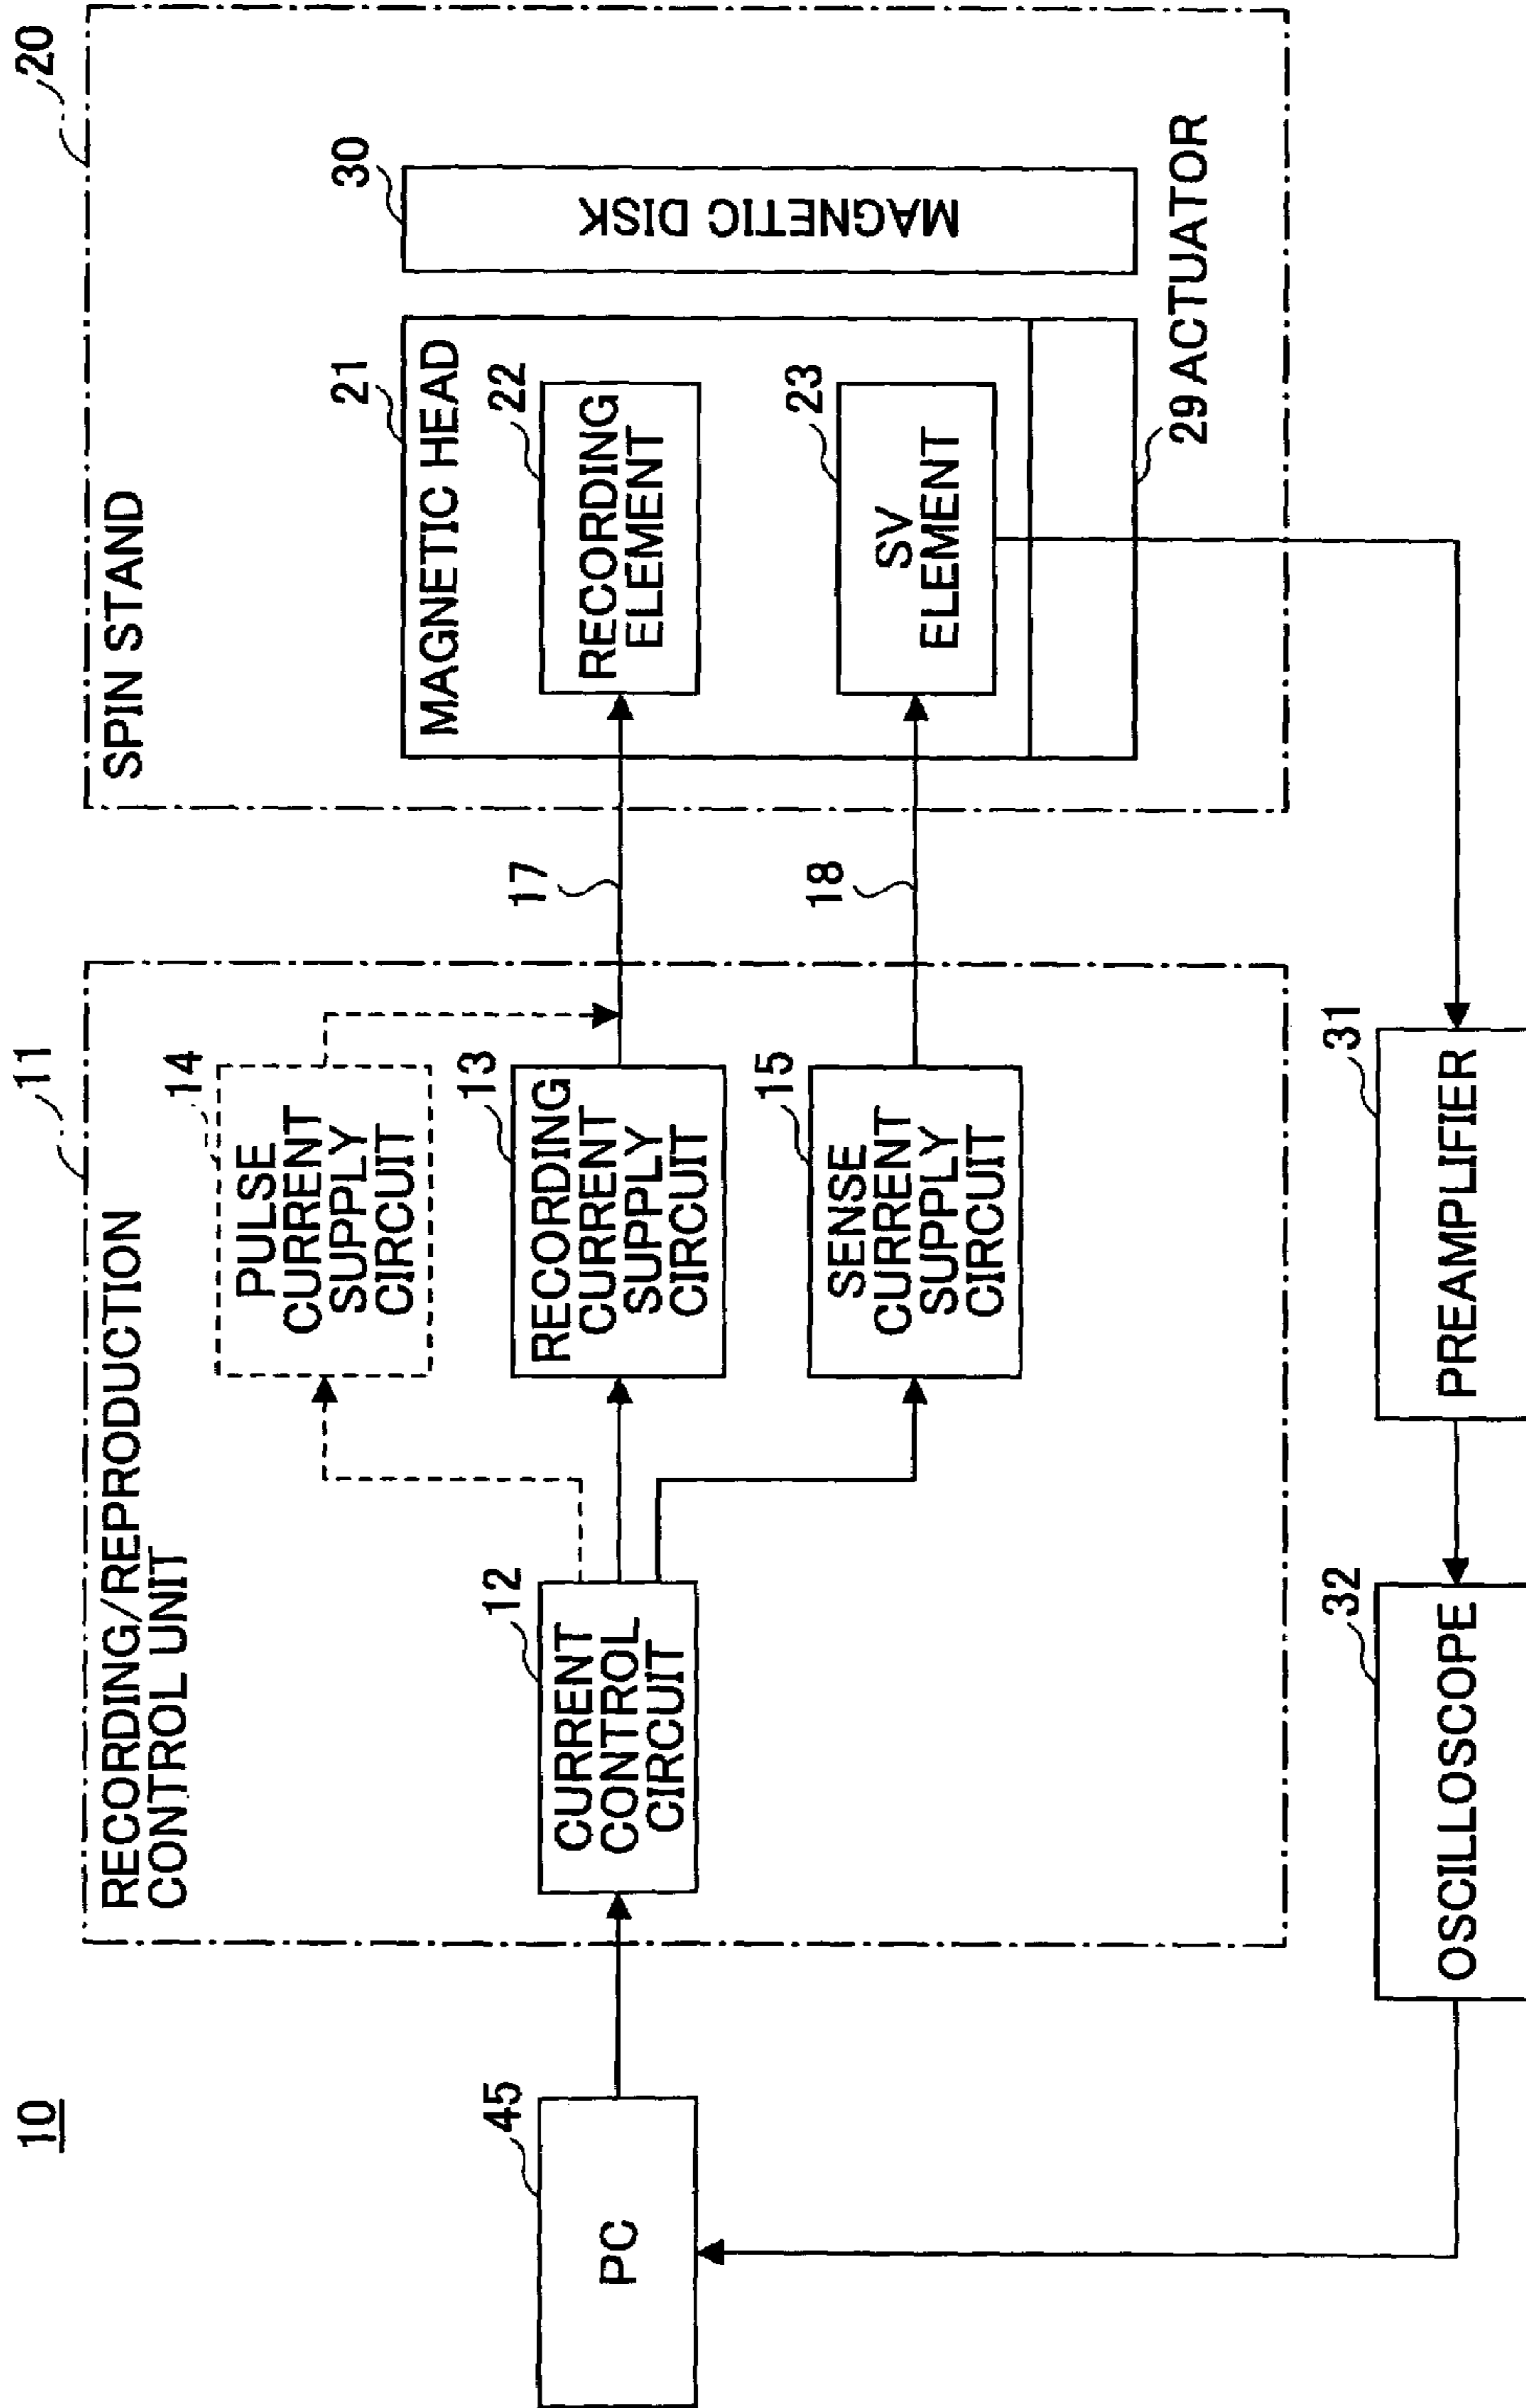 10
RECORDING/REPRODUCTION
CONTROL UNIT
11
SPIN STAND
20
PULSE
CURRENT
SUPPLY
CIRCUIT
14
PC
45
CURRENT
CONTROL
CIRCUIT
12
RECORDING
CURRENT
SUPPLY
CIRCUIT
13
17
SENSE
CURRENT
SUPPLY
CIRCUIT
15
18
MAGNETIC HEAD
21
RECORDING
ELEMENT
22
SV
ELEMENT
23
29 ACTUATOR
MAGNETIC DISK
30
OSCILLOSCOPE
32
PREAMPLIFIER
31